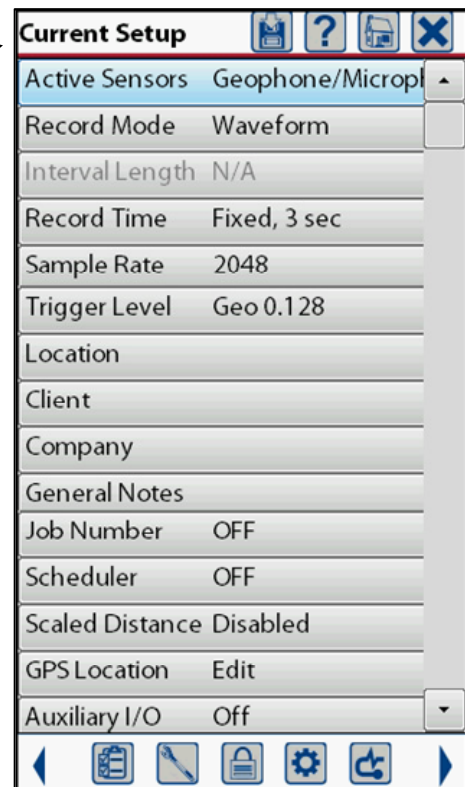 Current Setup ?
Active Sensors Geophone/Microph
Record Mode Waveform
Interval Length N/A
Record Time Fixed, 3 sec
Sample Rate 2048
Trigger Level Geo 0.128
Location
Client
Company
General Notes
Job Number OFF
Scheduler OFF
Scaled Distance Disabled
GPS Location Edit
Auxiliary I/O Off